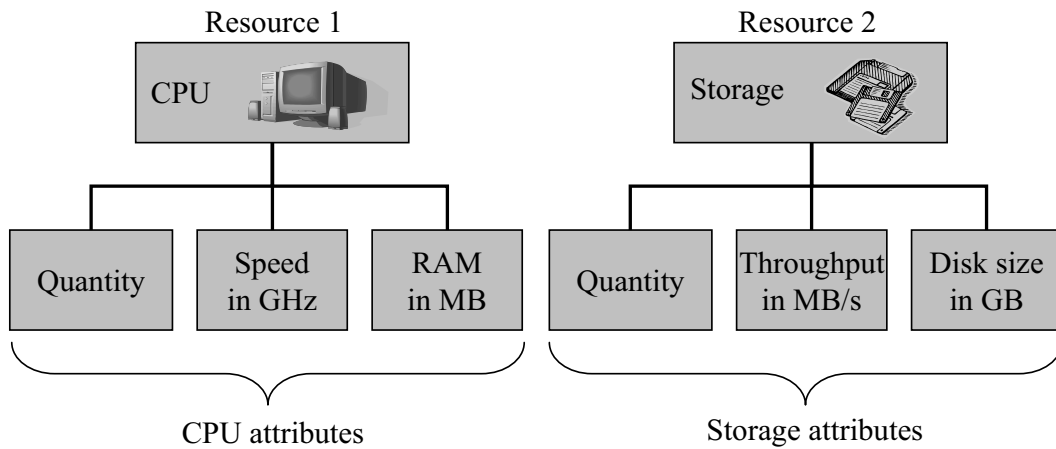 Resource 1
CPU
Quantity
Speed
in GHz
RAM
in MB
CPU attributes
Resource 2
Storage
Quantity
Throughput
in MB/s
Disk size
in GB
Storage attributes